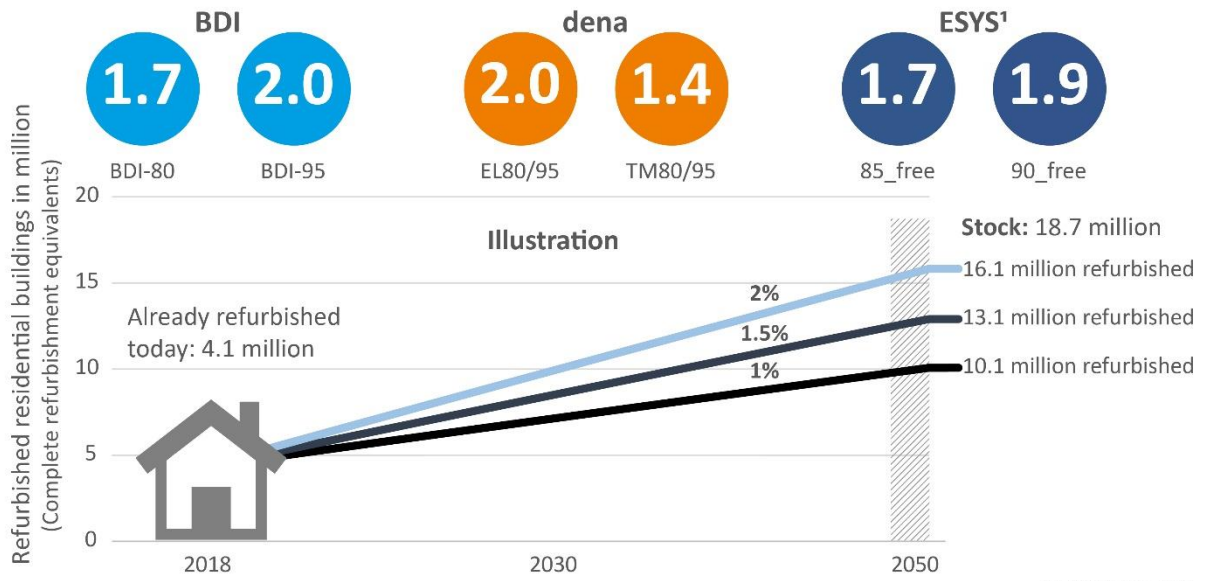 BDI
dena
ESYS¹
1.7
2.0
2.0
1.4
1.7
1.9
BDI-80
BDI-95
EL80/95
TM80/95
85_free
90_free
Refurbished residential buildings in million
(Complete refurbishment equivalents)
20
15
10
5
0
Illustration
Stock: 18.7 million
Already refurbished
today: 4.1 million
2%
1.5%
1%
16.1 million refurbished
13.1 million refurbished
10.1 million refurbished
2018
2030
2050